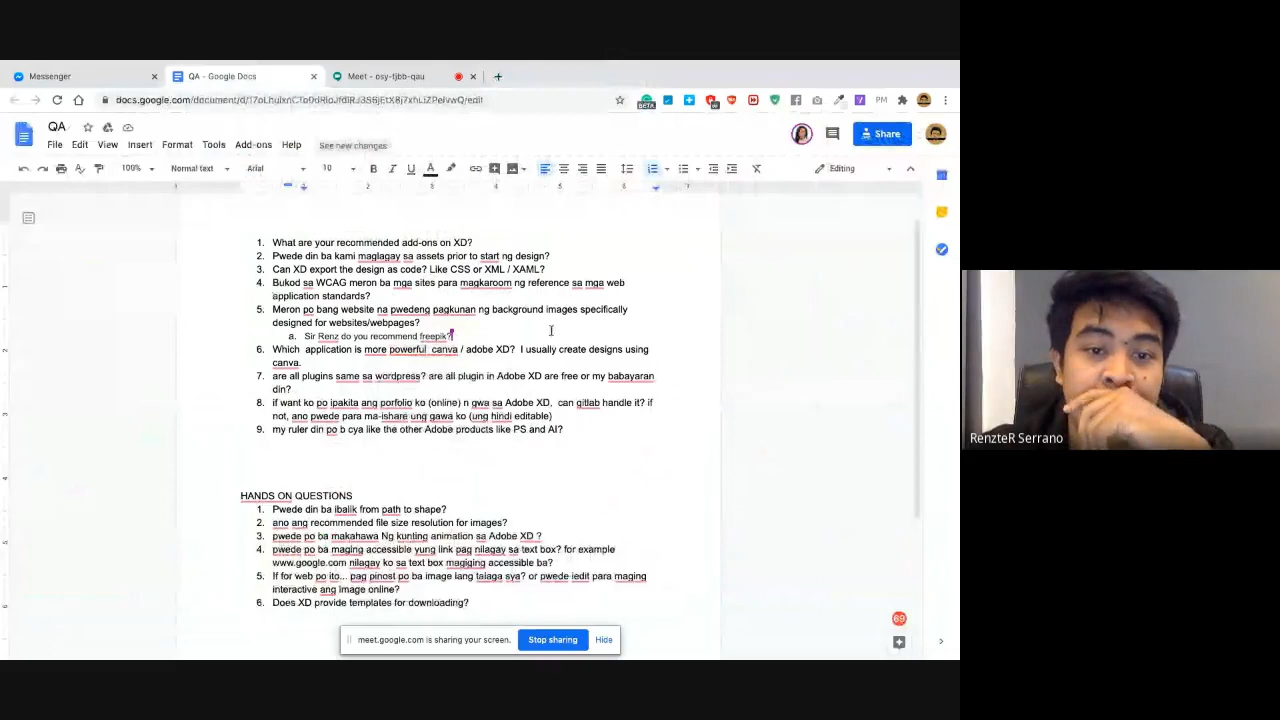 Messenger
QA - Google Docs
Meet - osy-tjbb-qau
QA
Share
File Edit View Insert Format Tools Add-ons Help See new changes
100% Normal text Arial 10 Editing
1. What are your recommended add-ons on XD?
2. Pwede din ba kami maglagay sa assets prior to start ng design?
3. Can XD export the design as code? Like CSS or XML / XAML?
4. Bukod sa WCAG meron ba mga sites para magkaroom ng reference sa mga web
application standards?
5. Meron po bang website na pwedeng pagkunan ng background images specifically
designed for websites/webpages?
a. Sir Renz do you recommend freepik?
6. Which application is more powerful canva / adobe XD? I usually create designs using
canva.
7. are all plugins same sa wordpress? are all plugin in Adobe XD are free or my babayaran
din?
8. if want ko po ipakita ang porfolio ko (online) n gwa sa Adobe XD, can gitlab handle it? if
not, ano pwede para ma-ishare ung gawa ko (ung hindi editable)
9. my ruler din po b cya like the other Adobe products like PS and AI?
HANDS ON QUESTIONS
1. Pwede din ba ibalik from path to shape?
2. ano ang recommended file size resolution for images?
3. pwede po ba makahawa Ng kunting animation sa Adobe XD ?
4. pwede po ba maging accessible yung link pag nilagay sa text box? for example
www.google.com nilagay ko sa text box magiging accessible ba?
5. If for web po ito... pag pinost po ba image lang talaga sya? or pwede iedit para maging
interactive ang image online?
6. Does XD provide templates for downloading?
69
meet.google.com is sharing your screen. Stop sharing Hide
RenzteR Serrano